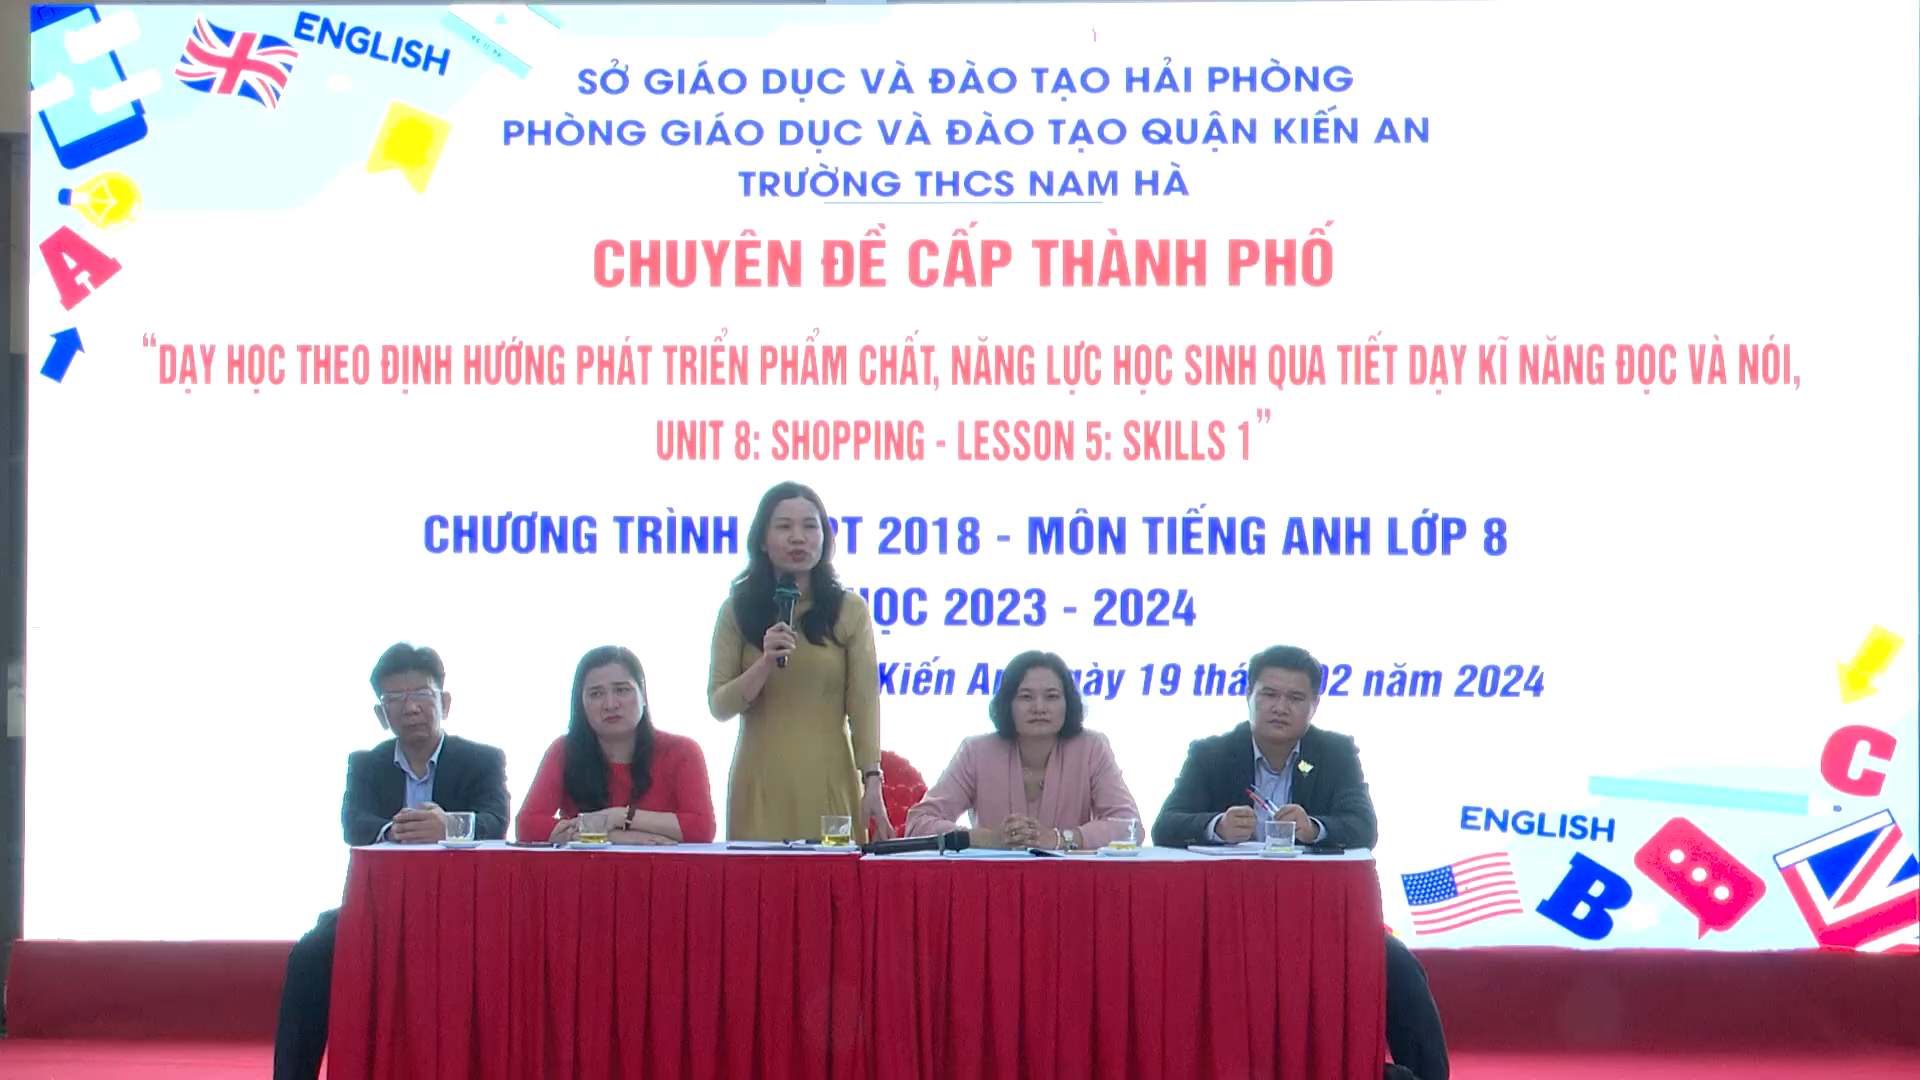 ENGLISH
SỞ GIÁO DỤC VÀ ĐÀO TẠO HẢI PHÒNG
PHÒNG GIÁO DỤC VÀ ĐÀO TẠO QUẬN KIẾN AN
TRƯỜNG THCS NAM HÀ
A
CHUYÊN ĐỀ CẤP THÀNH PHỐ
“DẠY HỌC THEO ĐỊNH HƯỚNG PHÁT TRIỂN PHẨM CHẤT, NĂNG LỰC HỌC SINH QUA TIẾT DẠY KĨ NĂNG ĐỌC VÀ NÓI,
UNIT 8: SHOPPING - LESSON 5: SKILLS 1”
CHƯƠNG TRÌNH 2018 - MÔN TIẾNG ANH LỚP 8
HỌC 2023 - 2024
Kiến 19 02 năm 2024
C
ENGLISH
B